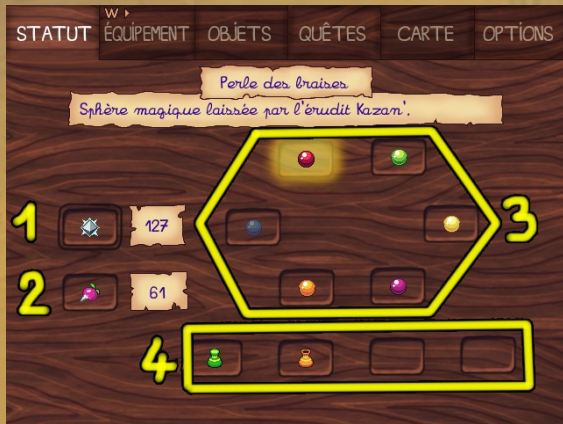 W
STATUT ÉQUIPEMENT OBJETS QUÊTES CARTE OPTIONS
Perle des braises
Sphère magique laissée par l'érudit Kazan'.
1 127
3
2 61
4